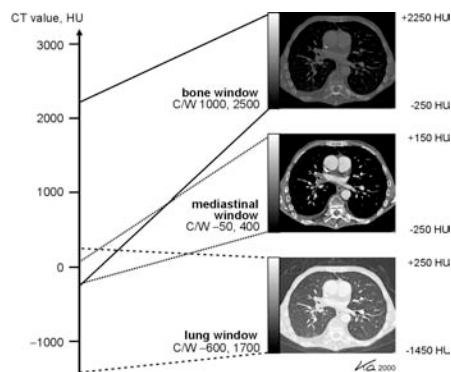 CT value, HU
3000
2000
1000
0
–1000
bone window
C/W 1000, 2500
mediastinal
window
C/W –50, 400
lung window
C/W –600, 1700
+2250 HU
-250 HU
+150 HU
-250 HU
+250 HU
-1450 HU
2000